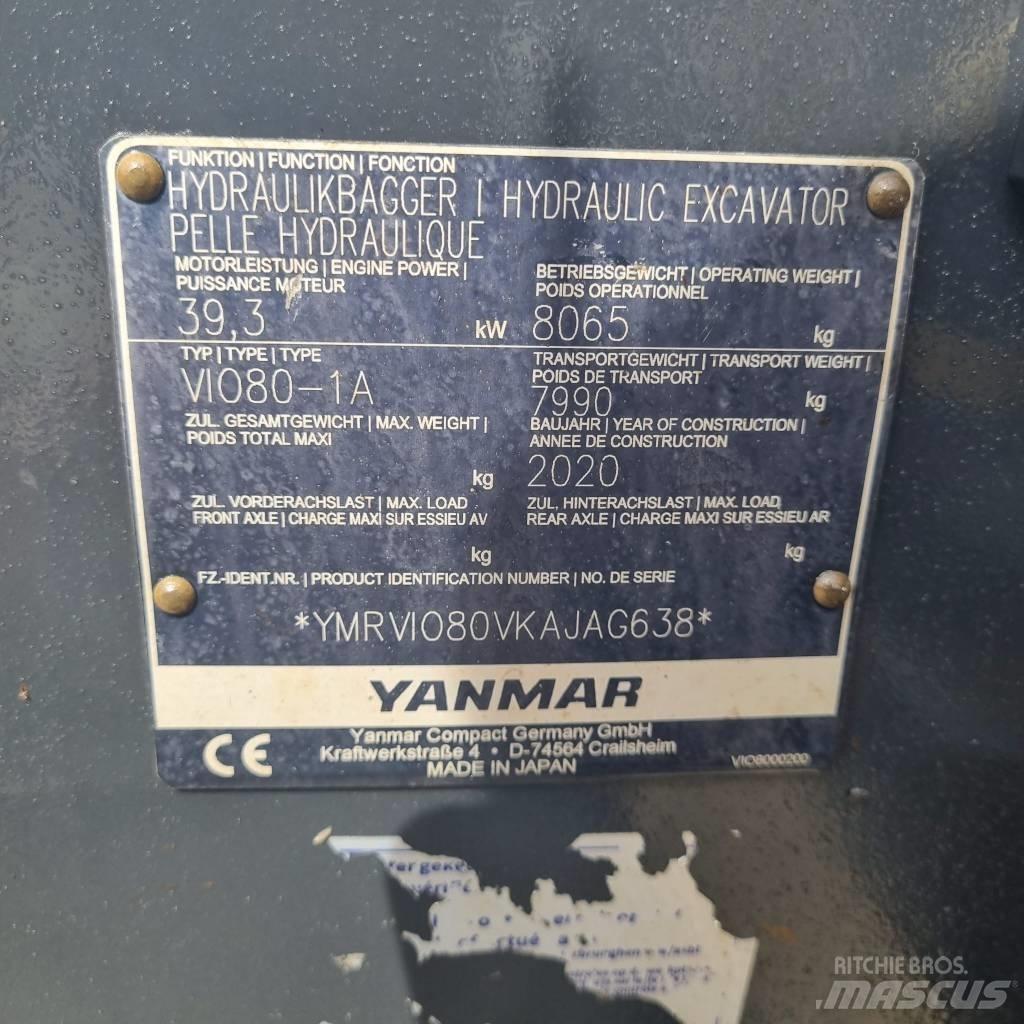 FUNKTION | FUNCTION | FONCTION
HYDRAULIKBAGGER | HYDRAULIC EXCAVATOR
PELLE HYDRAULIQUE
MOTORLEISTUNG | ENGINE POWER |
PUISSANCE MOTEUR
39,3 kW
BETRIEBSGEWICHT | OPERATING WEIGHT |
POIDS OPERATIONNEL
8065 kg
TYP | TYPE | TYPE
VIO80-1A
TRANSPORTGEWICHT | TRANSPORT WEIGHT |
POIDS DE TRANSPORT
7990 kg
ZUL. GESAMTGEWICHT | MAX. WEIGHT |
POIDS TOTAL MAXI
kg
BAUJAHR | YEAR OF CONSTRUCTION |
ANNEE DE CONSTRUCTION
2020
ZUL. VORDERACHSLAST | MAX. LOAD
FRONT AXLE | CHARGE MAXI SUR ESSIEU AV
kg
ZUL. HINTERACHSLAST | MAX. LOAD
REAR AXLE | CHARGE MAXI SUR ESSIEU AR
kg
FZ.-IDENT.NR. | PRODUCT IDENTIFICATION NUMBER | NO. DE SERIE
*YMRVIO80VKAJAG638*
YANMAR
CE
Yanmar Compact Germany GmbH
Kraftwerkstraße 4 • D-74564 Crailsheim
MADE IN JAPAN
VIO8000200
RITCHIE BROS.
MASCUS